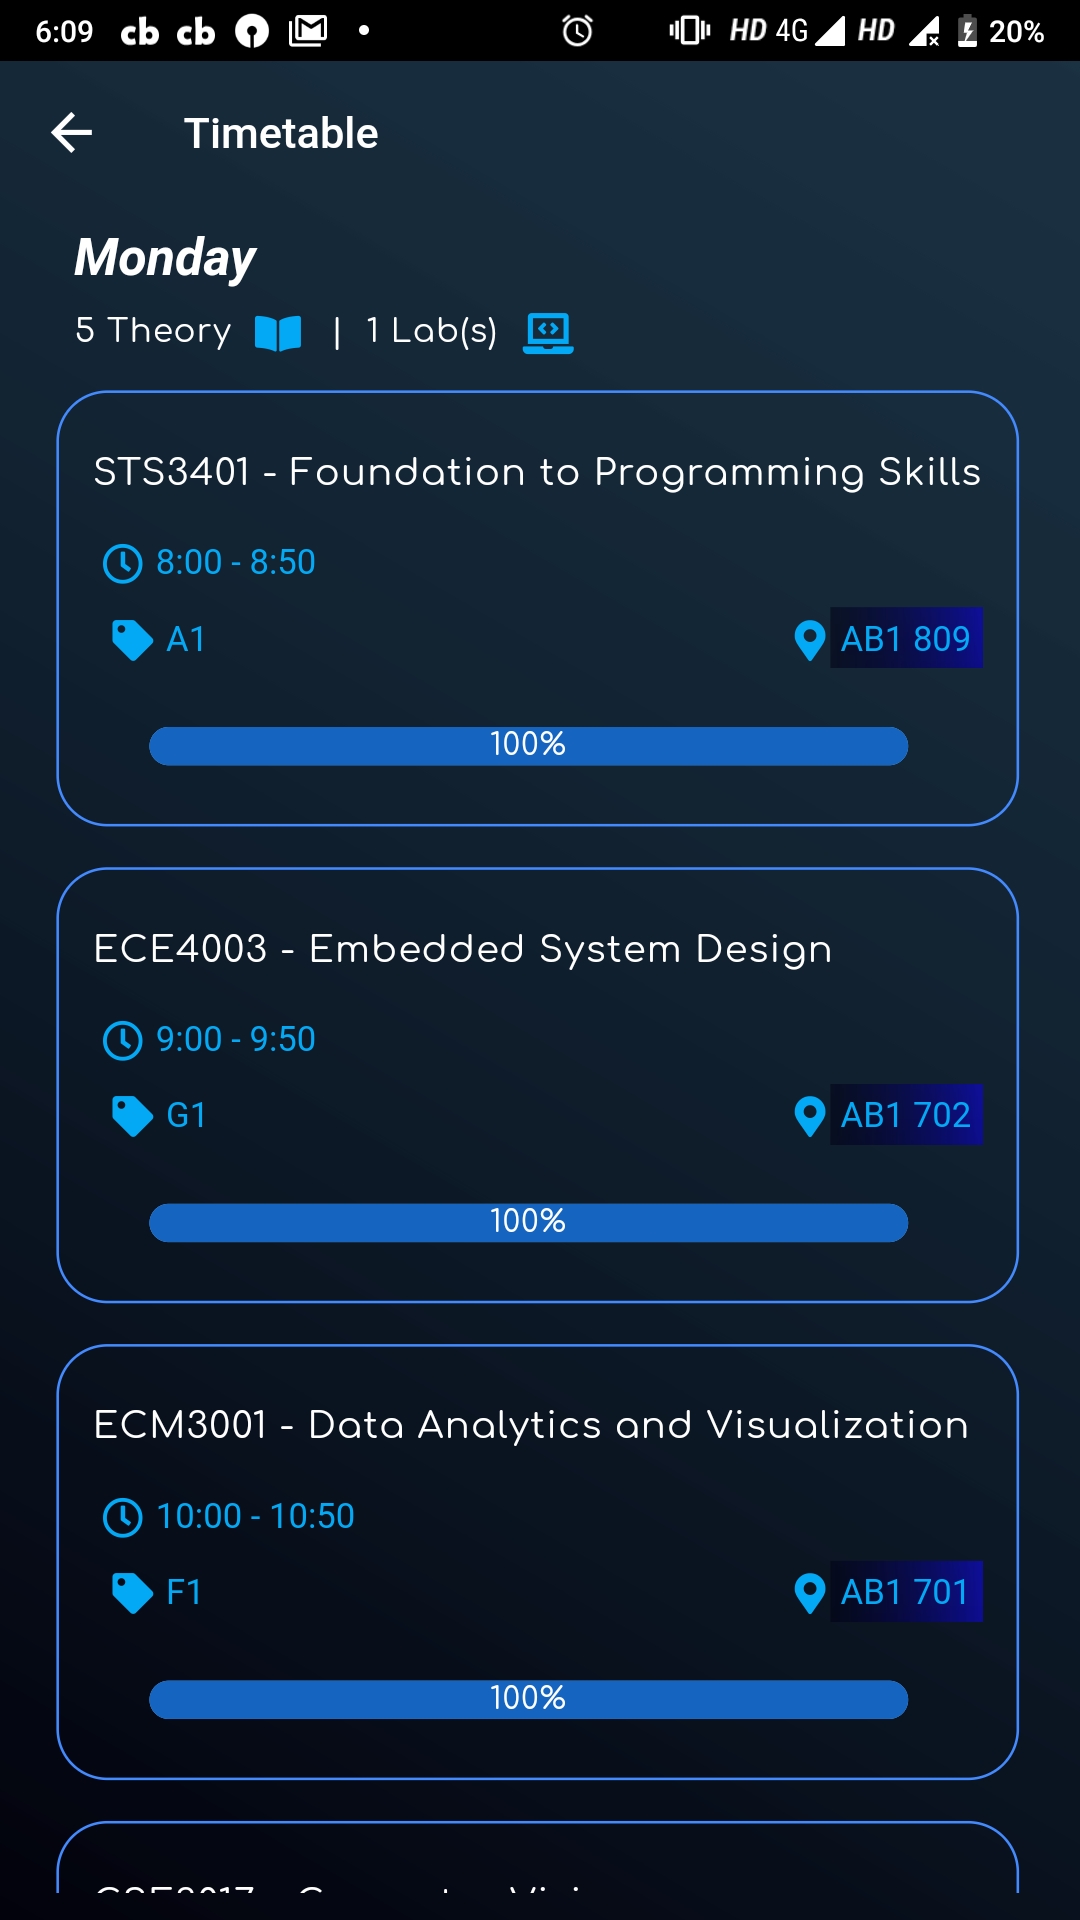 6:09 cb cb HD 4G HD 20%
Timetable
Monday
5 Theory | 1 Lab(s)
STS3401 - Foundation to Programming Skills
8:00 - 8:50
A1 AB1 809
100%
ECE4003 - Embedded System Design
9:00 - 9:50
G1 AB1 702
100%
ECM3001 - Data Analytics and Visualization
10:00 - 10:50
F1 AB1 701
100%